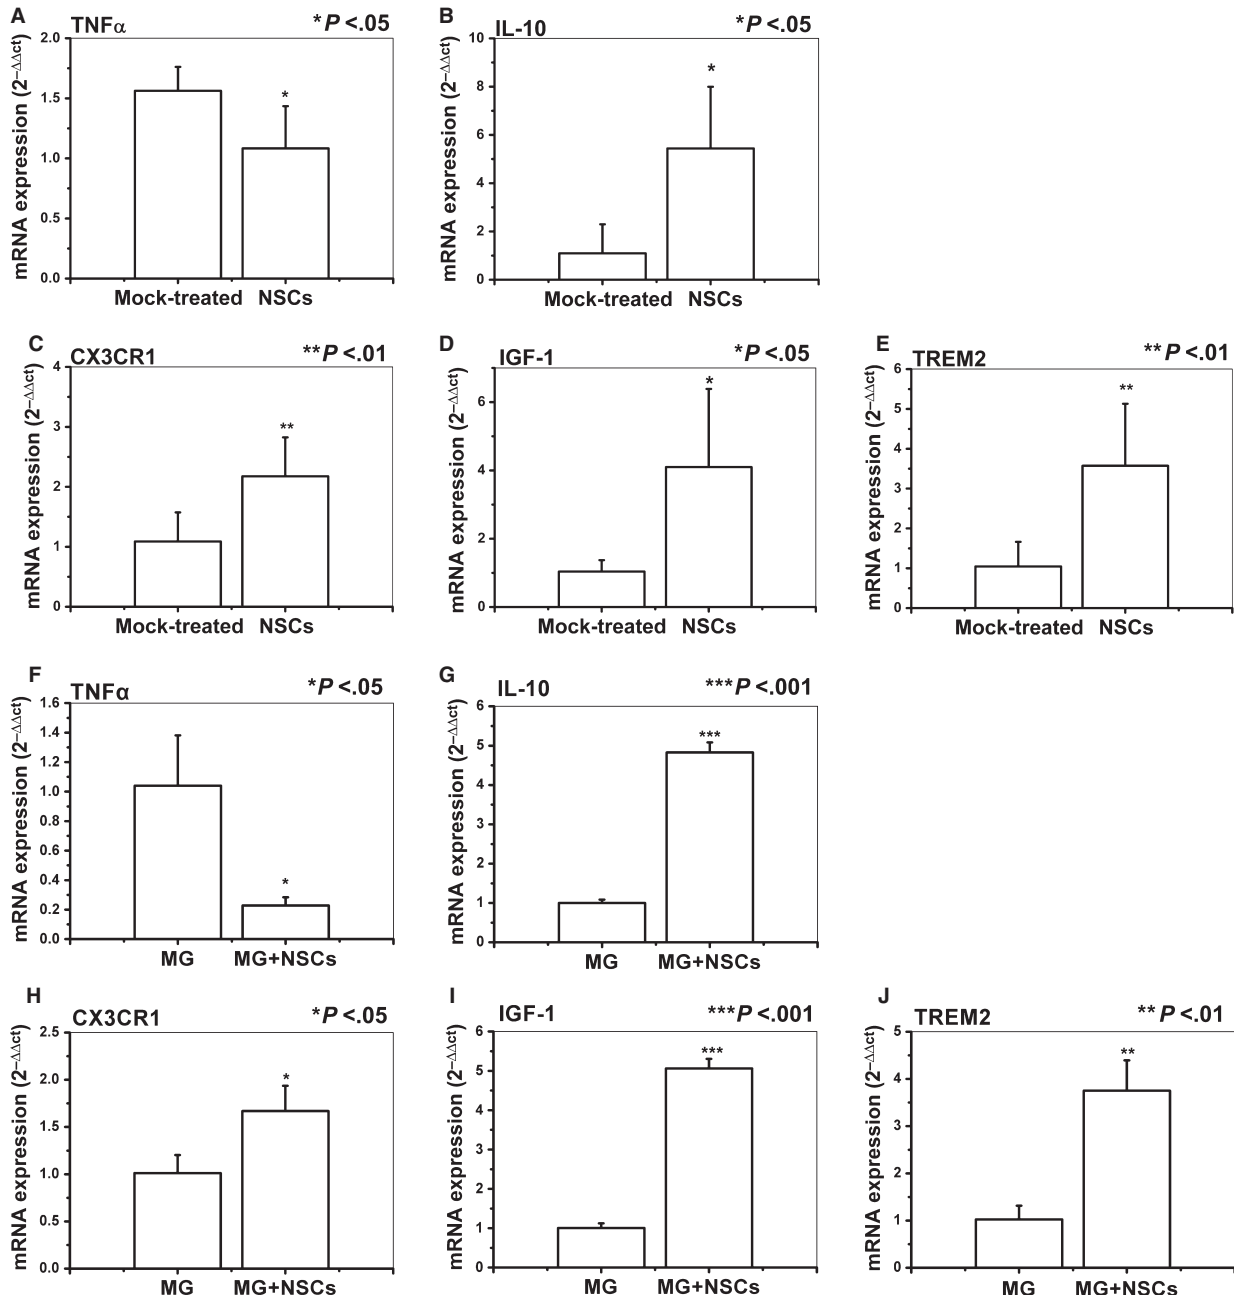 A
TNFα
*P <.05
mRNA expression (2−ΔΔct)
2.0
1.5
1.0
0.5
0.0
*
Mock-treated NSCs
B
IL-10
*P <.05
mRNA expression (2−ΔΔct)
10
8
6
4
2
0
*
Mock-treated NSCs
C
CX3CR1
**P <.01
mRNA expression (2−ΔΔct)
4
3
2
1
0
**
Mock-treated NSCs
D
IGF-1
*P <.05
mRNA expression (2−ΔΔct)
6
4
2
0
*
Mock-treated NSCs
E
TREM2
**P <.01
mRNA expression (2−ΔΔct)
6
5
4
3
2
1
0
**
Mock-treated NSCs
F
TNFα
*P <.05
mRNA expression (2−ΔΔct)
1.6
1.4
1.2
1.0
0.8
0.6
0.4
0.2
0.0
*
MG MG+NSCs
G
IL-10
***P <.001
mRNA expression (2−ΔΔct)
6
5
4
3
2
1
0
***
MG MG+NSCs
H
CX3CR1
*P <.05
mRNA expression (2−ΔΔct)
2.5
2.0
1.5
1.0
0.5
0.0
*
MG MG+NSCs
I
IGF-1
***P <.001
mRNA expression (2−ΔΔct)
6
5
4
3
2
1
0
***
MG MG+NSCs
J
TREM2
**P <.01
mRNA expression (2−ΔΔct)
5
4
3
2
1
0
**
MG MG+NSCs